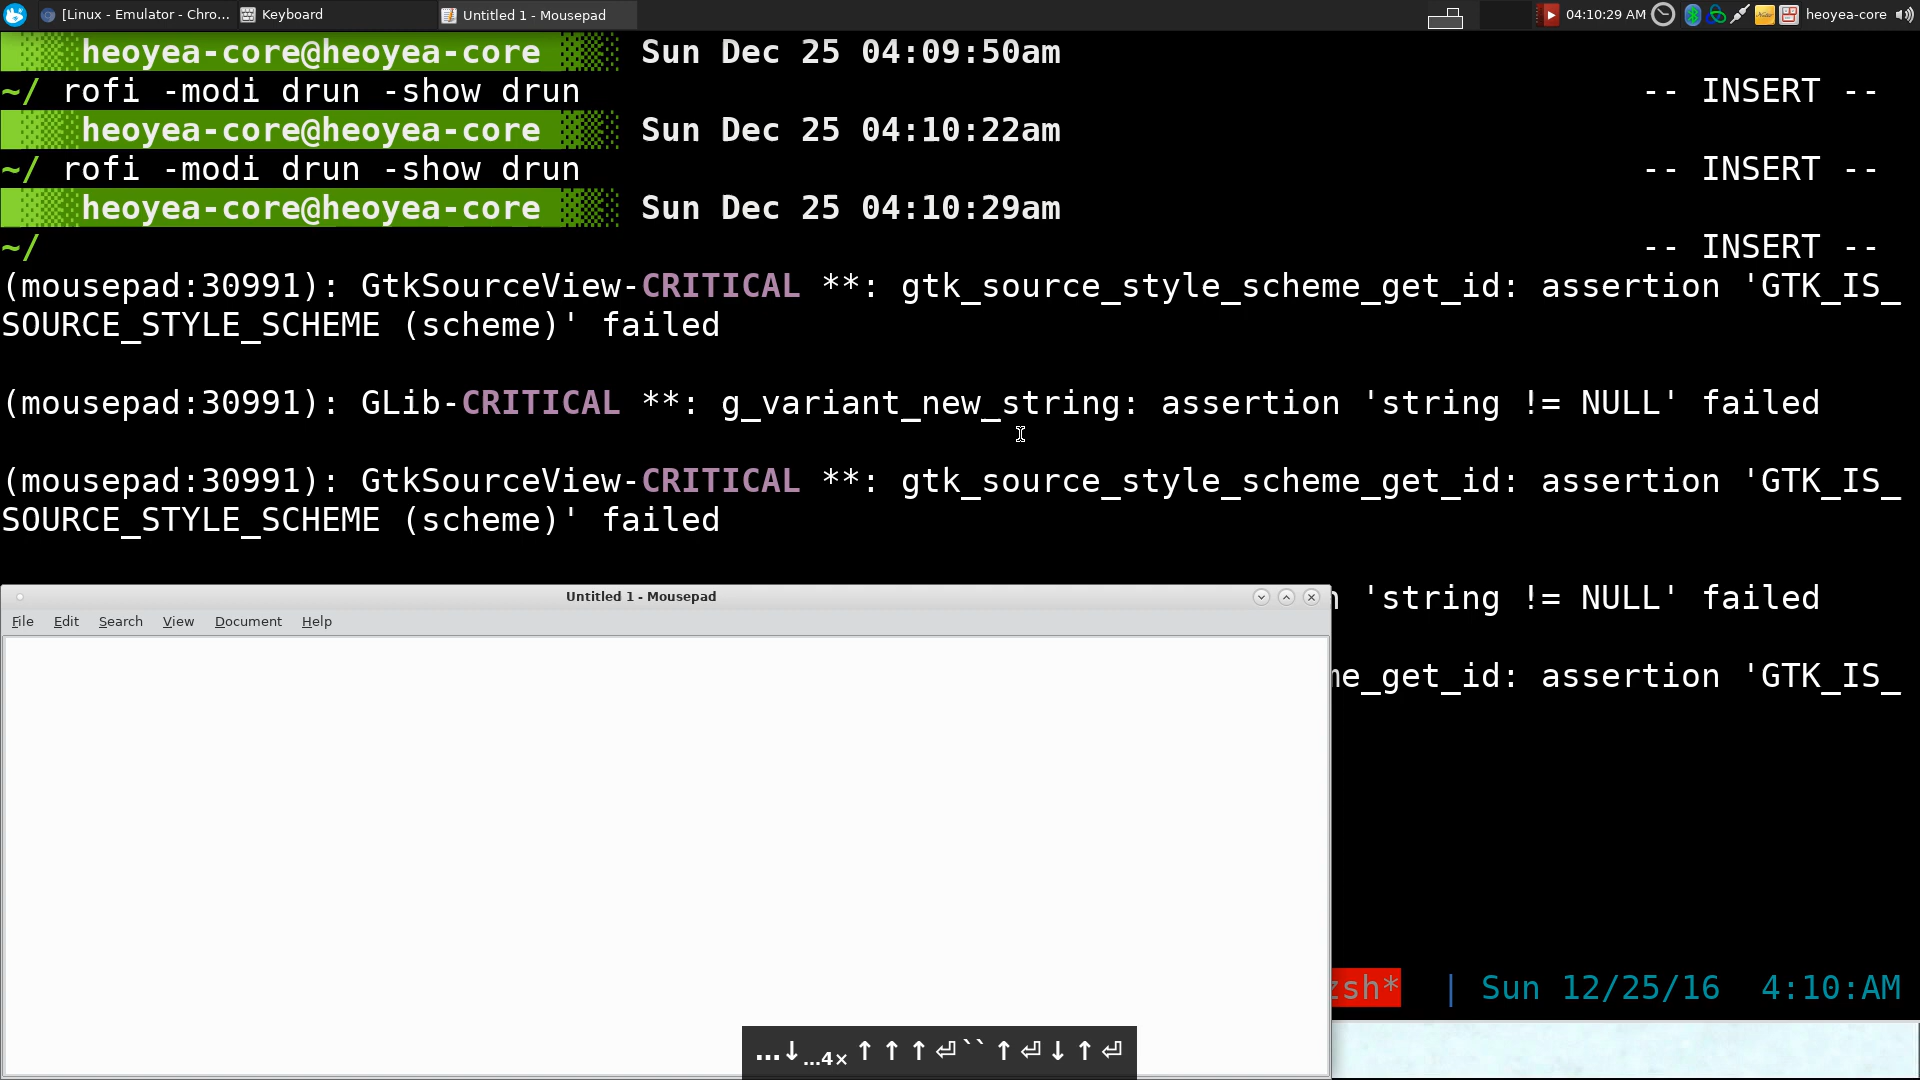 [Linux - Emulator - Chro... Keyboard Untitled 1 - Mousepad 04:10:29 AM heoyea-core
heoyea-core@heoyea-core Sun Dec 25 04:09:50am
~/ rofi -modi drun -show drun -- INSERT --
heoyea-core@heoyea-core Sun Dec 25 04:10:22am
~/ rofi -modi drun -show drun -- INSERT --
heoyea-core@heoyea-core Sun Dec 25 04:10:29am
~/ -- INSERT --
(mousepad:30991): GtkSourceView-CRITICAL **: gtk_source_style_scheme_get_id: assertion 'GTK_IS_
SOURCE_STYLE_SCHEME (scheme)' failed
(mousepad:30991): GLib-CRITICAL **: g_variant_new_string: assertion 'string != NULL' failed
(mousepad:30991): GtkSourceView-CRITICAL **: gtk_source_style_scheme_get_id: assertion 'GTK_IS_
SOURCE_STYLE_SCHEME (scheme)' failed
n 'string != NULL' failed
me_get_id: assertion 'GTK_IS_
Untitled 1 - Mousepad
File Edit Search View Document Help
zsh* | Sun 12/25/16 4:10:AM
...↓...4× ↑ ↑ ↑ ⏎ `` ↑ ⏎ ↓ ↑ ⏎